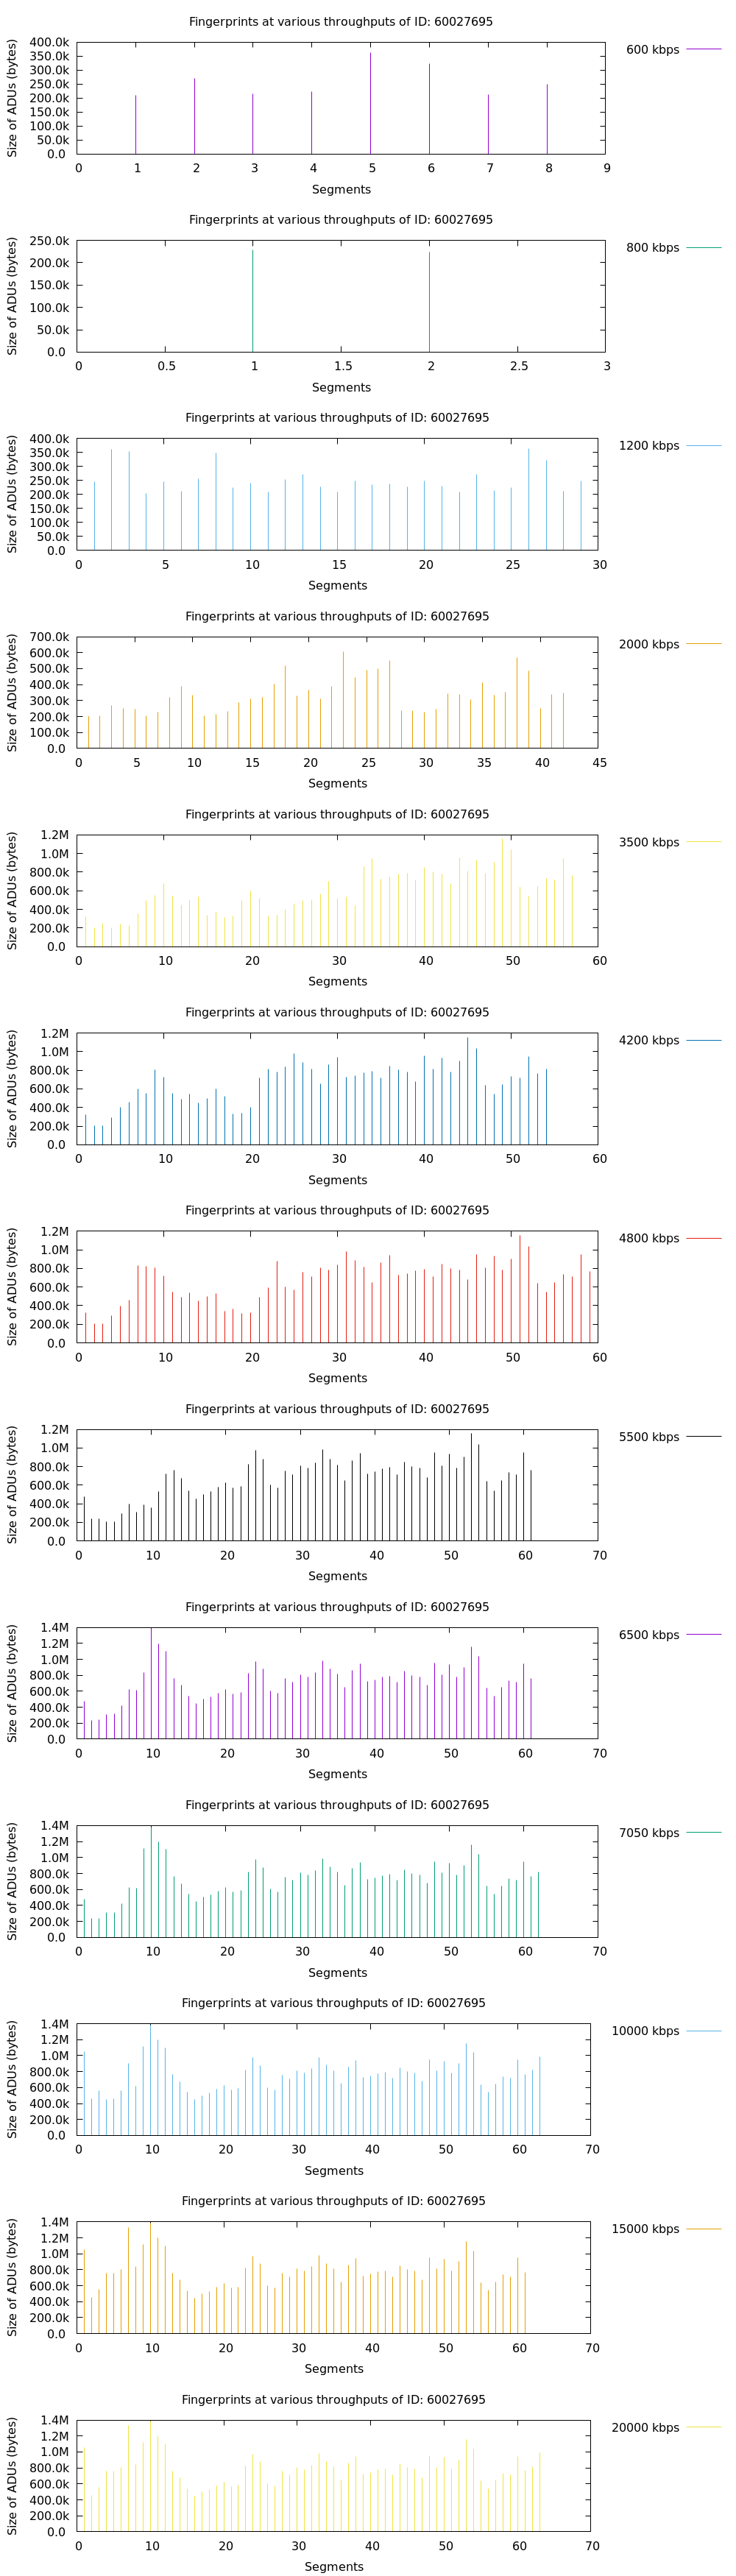 Fingerprints at various throughputs of ID: 60027695
600 kbps
Size of ADUs (bytes)
400.0k
350.0k
300.0k
250.0k
200.0k
150.0k
100.0k
50.0k
0.0
0 1 2 3 4 5 6 7 8 9
Segments
Fingerprints at various throughputs of ID: 60027695
800 kbps
Size of ADUs (bytes)
250.0k
200.0k
150.0k
100.0k
50.0k
0.0
0 0.5 1 1.5 2 2.5 3
Segments
Fingerprints at various throughputs of ID: 60027695
1200 kbps
Size of ADUs (bytes)
400.0k
350.0k
300.0k
250.0k
200.0k
150.0k
100.0k
50.0k
0.0
0 5 10 15 20 25 30
Segments
Fingerprints at various throughputs of ID: 60027695
2000 kbps
Size of ADUs (bytes)
700.0k
600.0k
500.0k
400.0k
300.0k
200.0k
100.0k
0.0
0 5 10 15 20 25 30 35 40 45
Segments
Fingerprints at various throughputs of ID: 60027695
3500 kbps
Size of ADUs (bytes)
1.2M
1.0M
800.0k
600.0k
400.0k
200.0k
0.0
0 10 20 30 40 50 60
Segments
Fingerprints at various throughputs of ID: 60027695
4200 kbps
Size of ADUs (bytes)
1.2M
1.0M
800.0k
600.0k
400.0k
200.0k
0.0
0 10 20 30 40 50 60
Segments
Fingerprints at various throughputs of ID: 60027695
4800 kbps
Size of ADUs (bytes)
1.2M
1.0M
800.0k
600.0k
400.0k
200.0k
0.0
0 10 20 30 40 50 60
Segments
Fingerprints at various throughputs of ID: 60027695
5500 kbps
Size of ADUs (bytes)
1.2M
1.0M
800.0k
600.0k
400.0k
200.0k
0.0
0 10 20 30 40 50 60 70
Segments
Fingerprints at various throughputs of ID: 60027695
6500 kbps
Size of ADUs (bytes)
1.4M
1.2M
1.0M
800.0k
600.0k
400.0k
200.0k
0.0
0 10 20 30 40 50 60 70
Segments
Fingerprints at various throughputs of ID: 60027695
7050 kbps
Size of ADUs (bytes)
1.4M
1.2M
1.0M
800.0k
600.0k
400.0k
200.0k
0.0
0 10 20 30 40 50 60 70
Segments
Fingerprints at various throughputs of ID: 60027695
10000 kbps
Size of ADUs (bytes)
1.4M
1.2M
1.0M
800.0k
600.0k
400.0k
200.0k
0.0
0 10 20 30 40 50 60 70
Segments
Fingerprints at various throughputs of ID: 60027695
15000 kbps
Size of ADUs (bytes)
1.4M
1.2M
1.0M
800.0k
600.0k
400.0k
200.0k
0.0
0 10 20 30 40 50 60 70
Segments
Fingerprints at various throughputs of ID: 60027695
20000 kbps
Size of ADUs (bytes)
1.4M
1.2M
1.0M
800.0k
600.0k
400.0k
200.0k
0.0
0 10 20 30 40 50 60 70
Segments